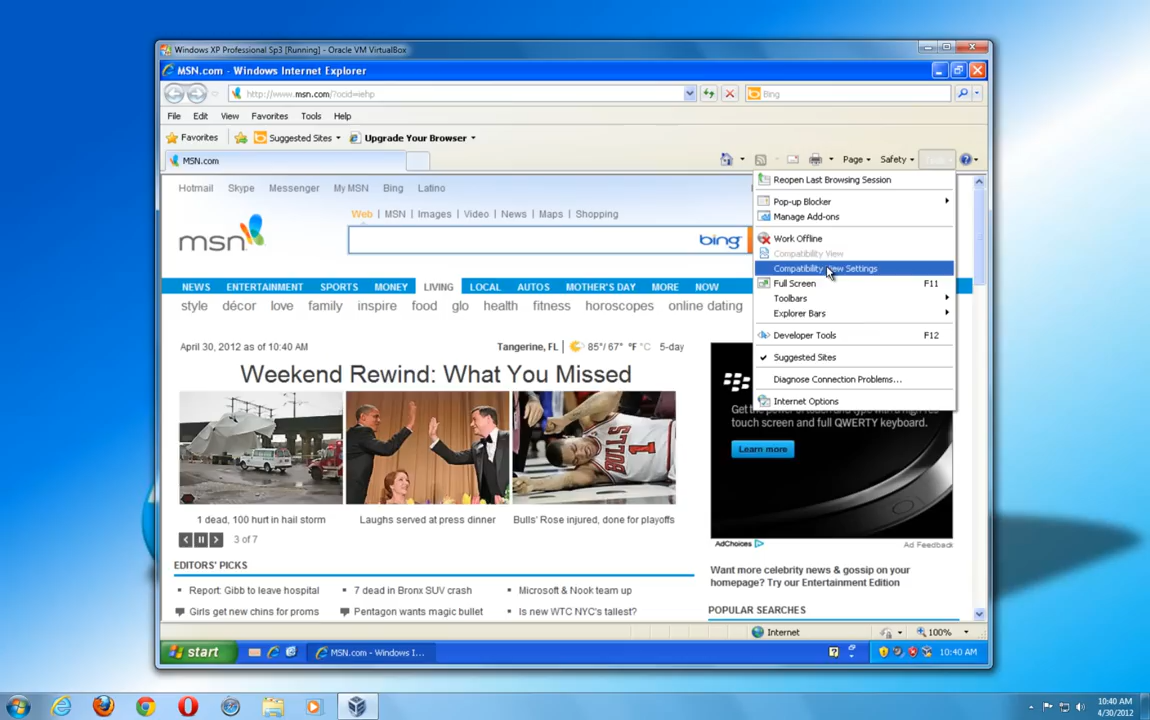 Windows XP Professional Sp3 [Running] - Oracle VM VirtualBox
MSN.com - Windows Internet Explorer
http://www.msn.com/?ocid=iehp
Bing
File Edit View Favorites Tools Help
Favorites Suggested Sites Upgrade Your Browser
MSN.com
Page Safety
Reopen Last Browsing Session
Pop-up Blocker
Manage Add-ons
Work Offline
Compatibility View
Compatibility View Settings
Full Screen F11
Toolbars
Explorer Bars
Developer Tools F12
Suggested Sites
Diagnose Connection Problems...
Internet Options
Hotmail Skype Messenger My MSN Bing Latino
msn
Web | MSN | Images | Video | News | Maps | Shopping
bing
NEWS ENTERTAINMENT SPORTS MONEY LIVING LOCAL AUTOS MOTHER'S DAY MORE NOW
style décor love family inspire food glo health fitness horoscopes online dating
April 30, 2012 as of 10:40 AM
Tangerine, FL | 85°/ 67° °F °C 5-day
Weekend Rewind: What You Missed
BULLS 1
1 dead, 100 hurt in hail storm
Laughs served at press dinner
Bulls' Rose injured, done for playoffs
3 of 7
EDITORS' PICKS
Report: Gibb to leave hospital
7 dead in Bronx SUV crash
Microsoft & Nook team up
Girls get new chins for proms
Pentagon wants magic bullet
Is new WTC NYC's tallest?
touch screen and full QWERTY keyboard.
Learn more
AdChoices
Ad Feedback
Want more celebrity news & gossip on your
homepage? Try our Entertainment Edition
POPULAR SEARCHES
Internet
100%
start
MSN.com - Windows I...
10:40 AM
10:40 AM
4/30/2012